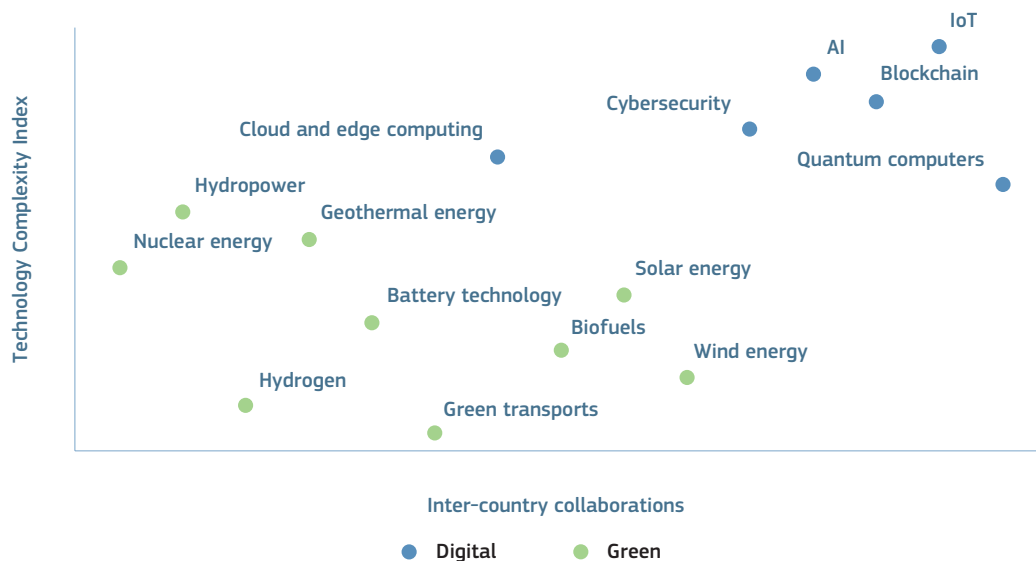 IoT
AI
Blockchain
Cybersecurity
Cloud and edge computing
Quantum computers
Hydropower
Geothermal energy
Nuclear energy
Solar energy
Battery technology
Biofuels
Wind energy
Hydrogen
Green transports
Technology Complexity Index
Inter-country collaborations
Digital
Green